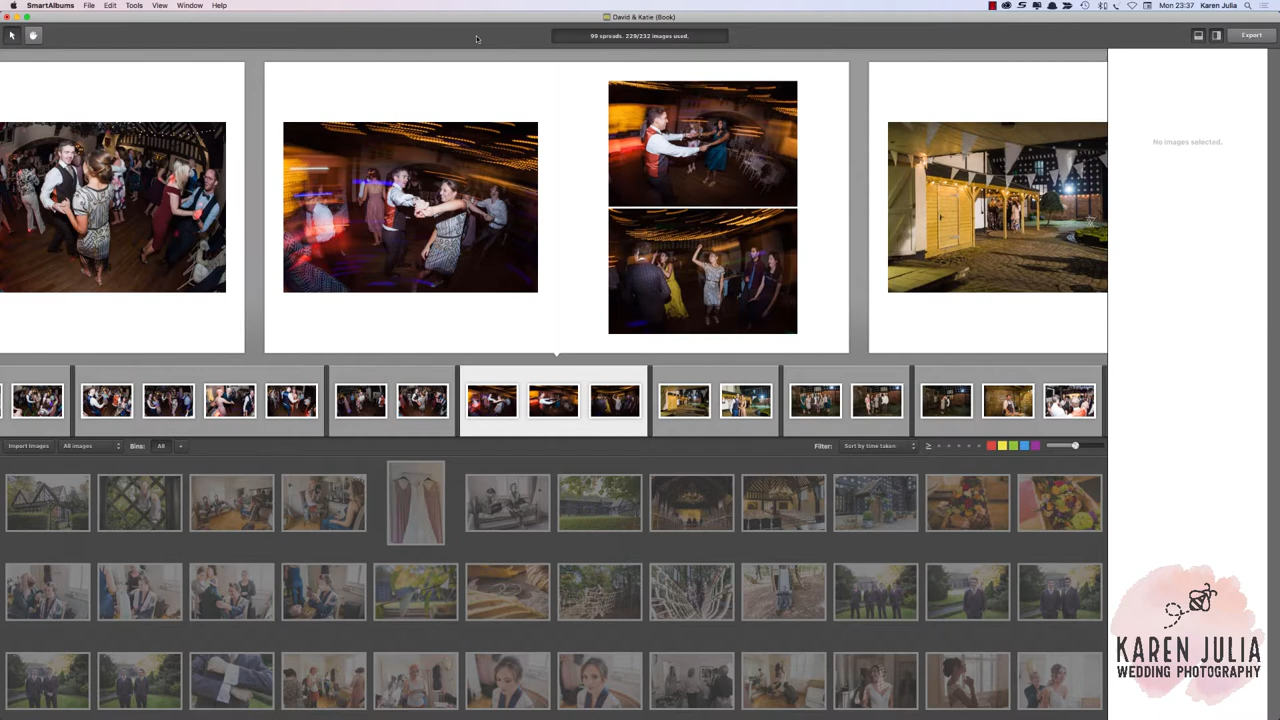 SmartAlbums File Edit Tools View Window Help
Mon 23:37 Karen Julia
David & Katie (Book)
99 spreads. 229/232 images used.
Export
No images selected.
Import Images All images Bins: All Filter: Sort by time taken
KAREN JULIA
WEDDING PHOTOGRAPHY